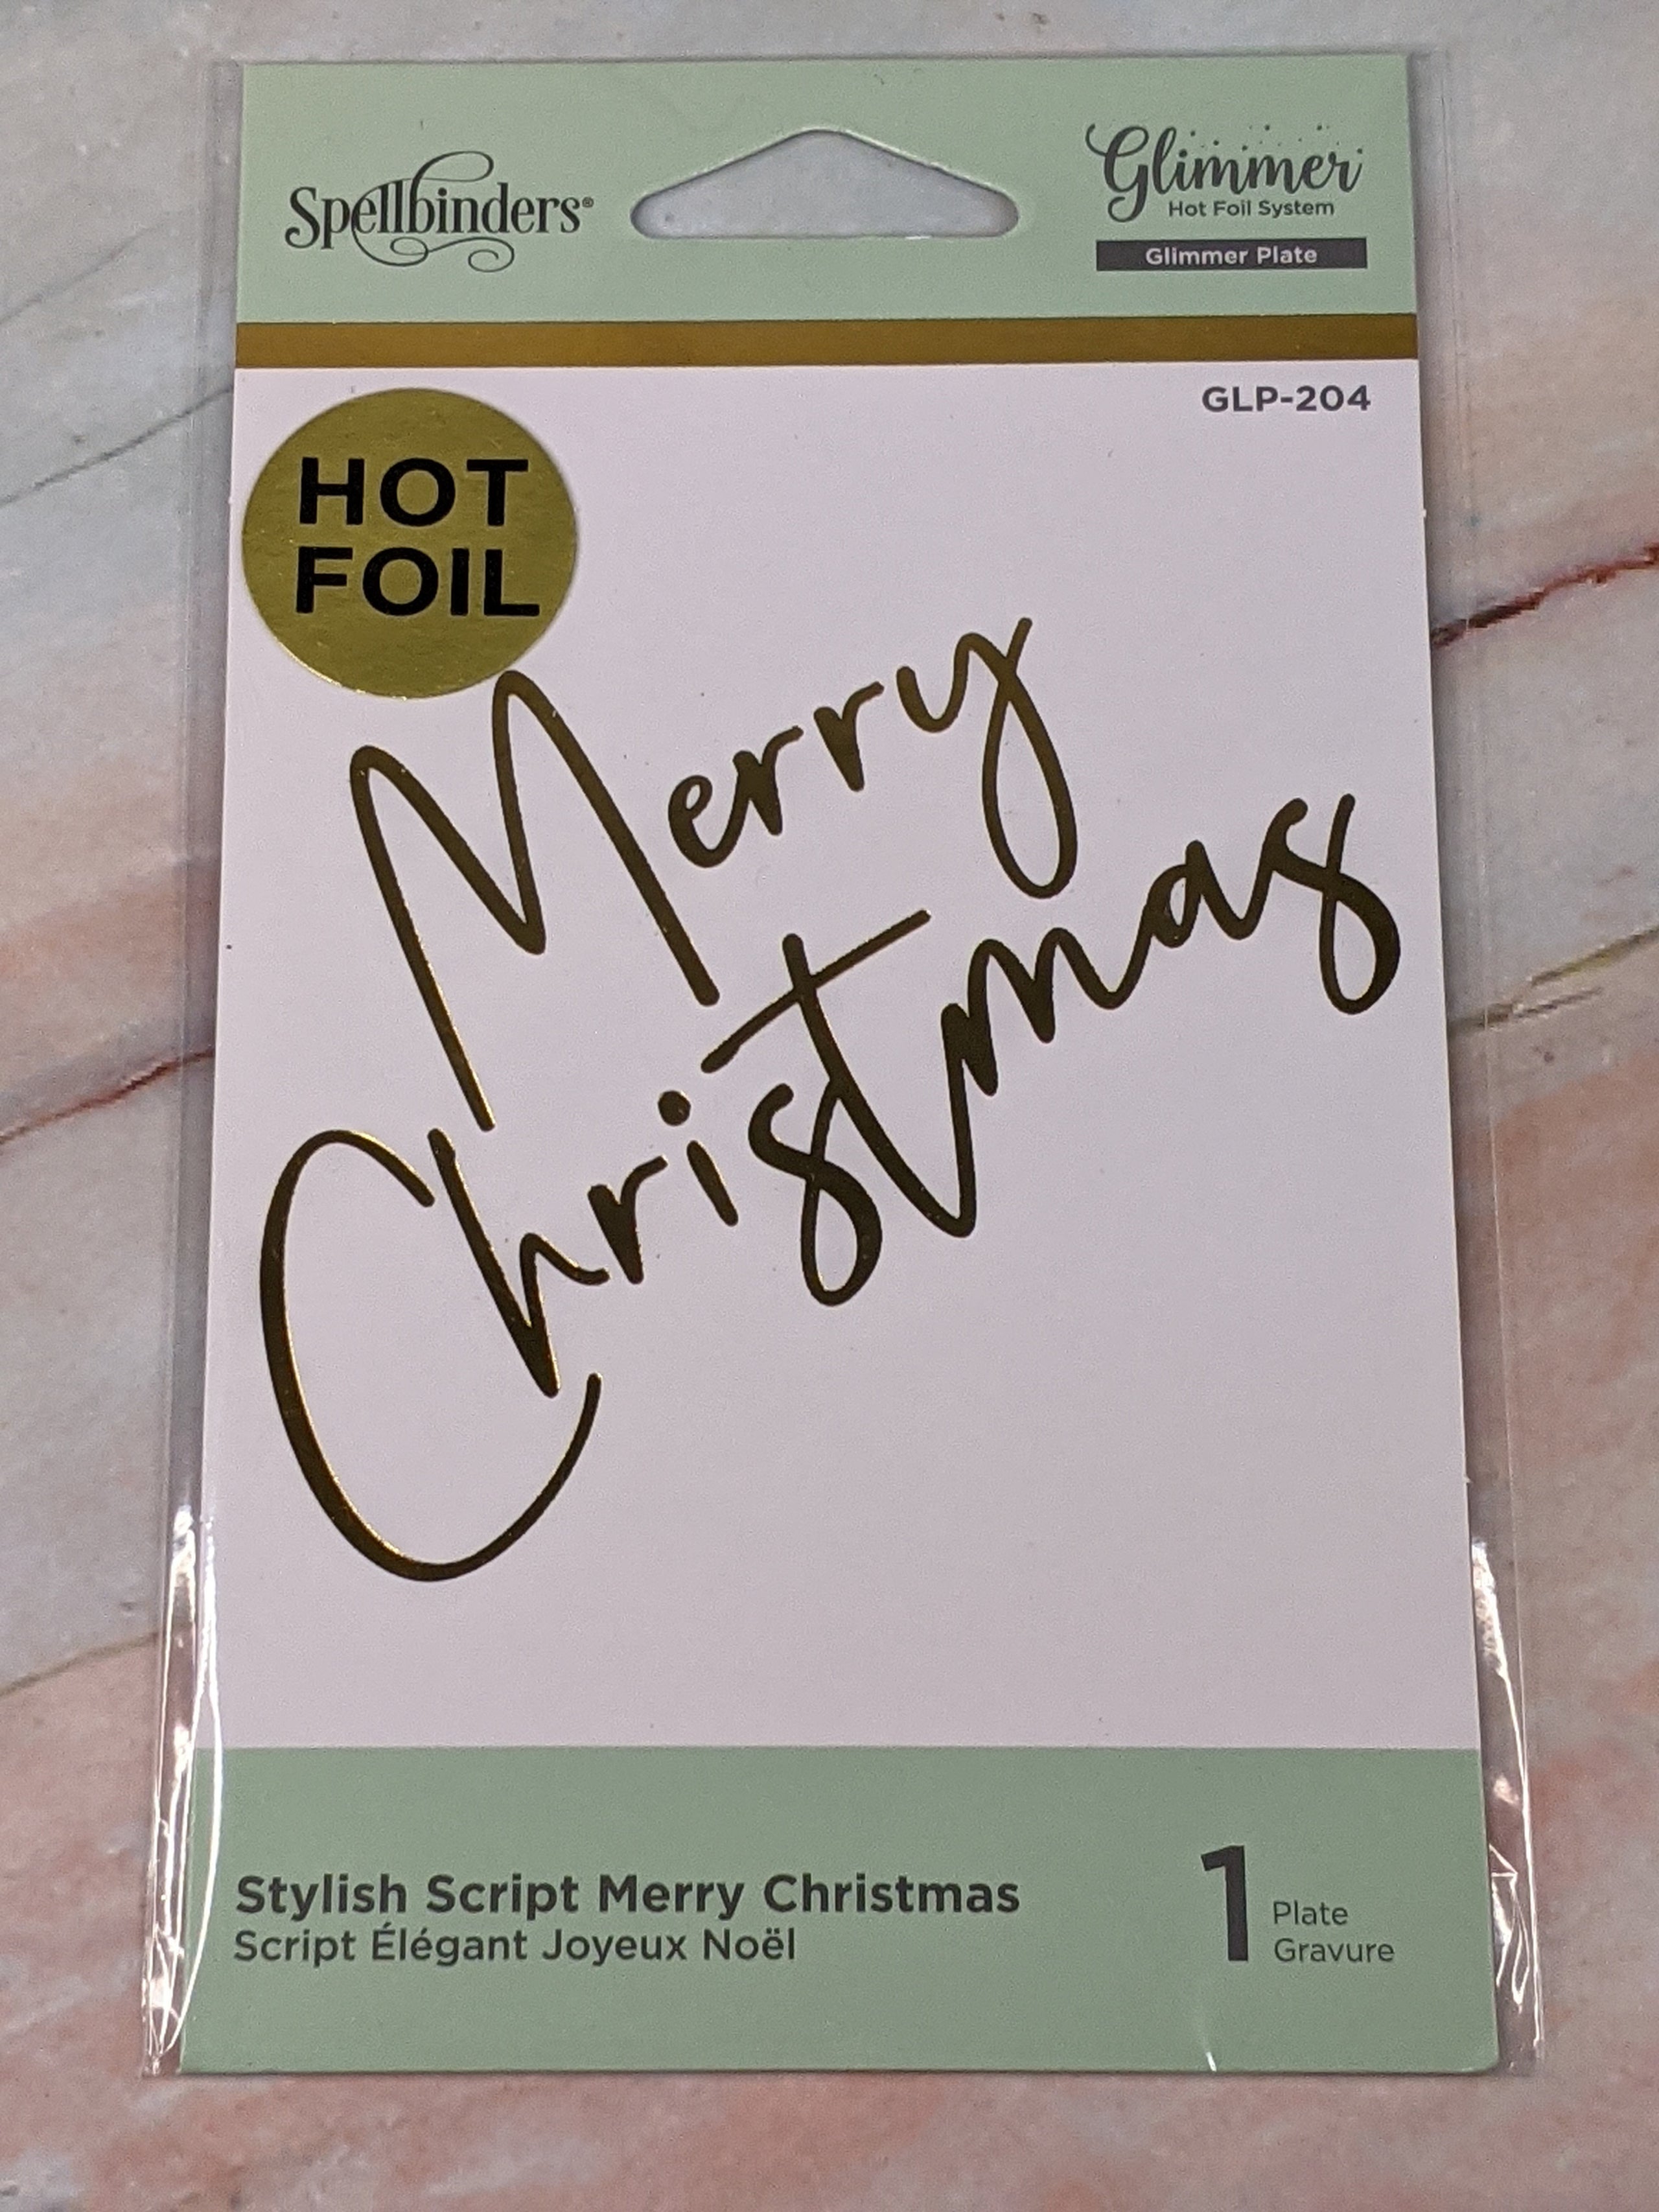 Spellbinders®
Glimmer
Hot Foil System
Glimmer Plate
GLP-204
HOT
FOIL
Merry
Christmas
Stylish Script Merry Christmas
Script Élégant Joyeux Noël
1 Plate
Gravure